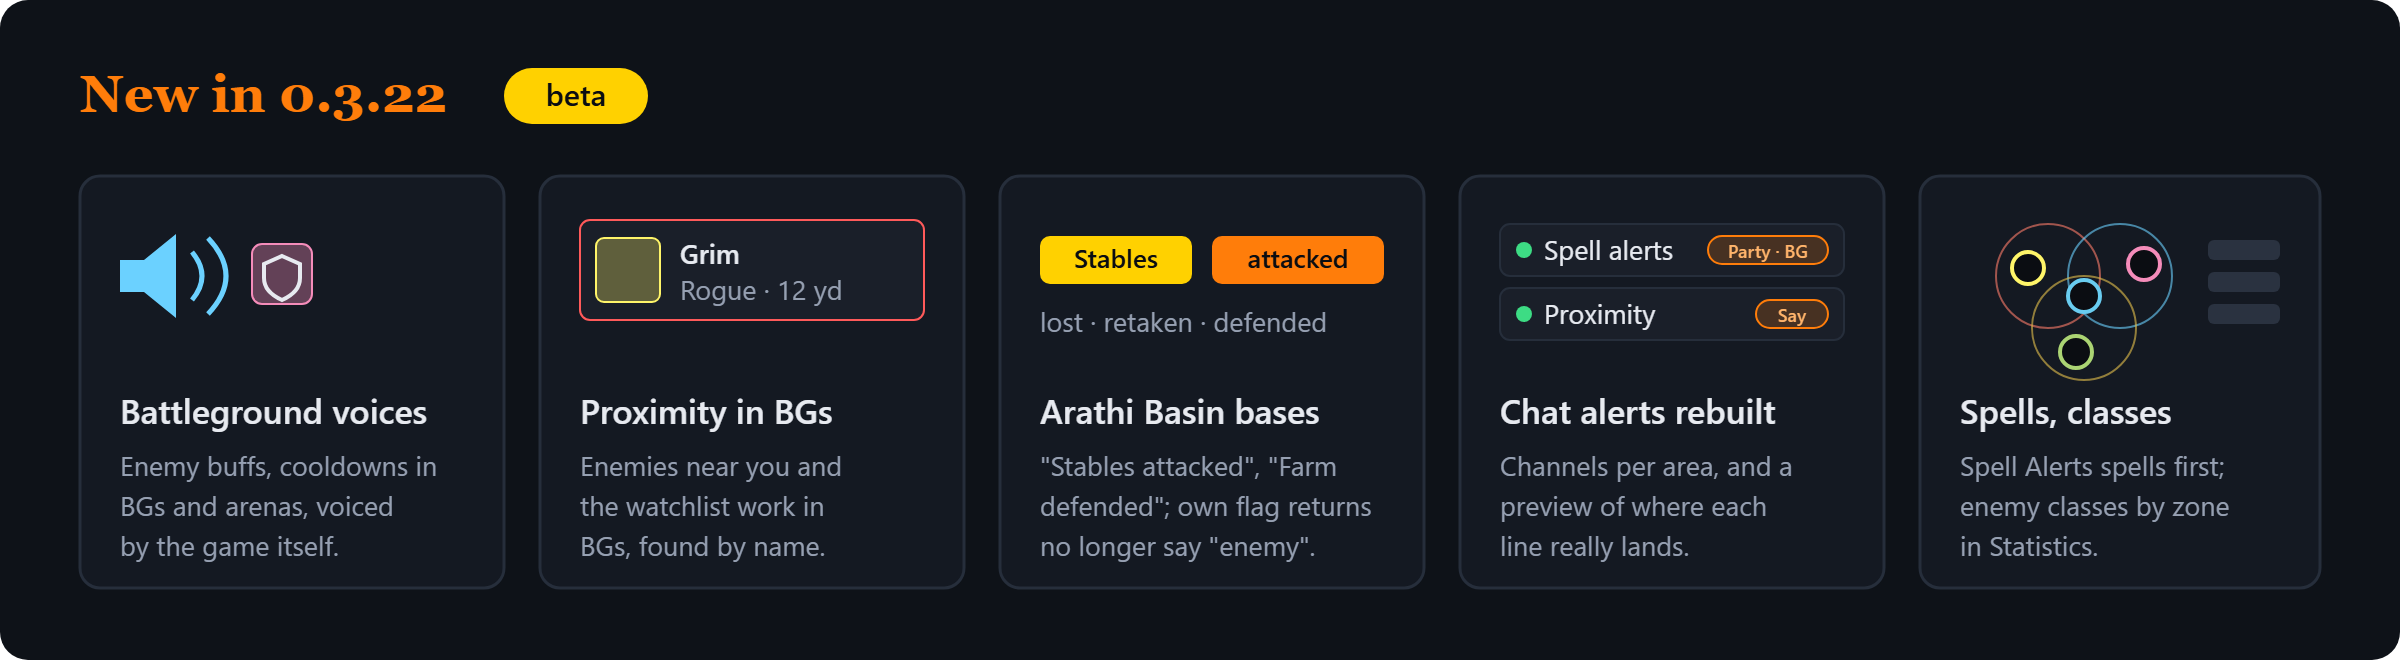 New in 0.3.22
beta
Battleground voices
Enemy buffs, cooldowns in
BGs and arenas, voiced
by the game itself.
Grim
Rogue · 12 yd
Proximity in BGs
Enemies near you and
the watchlist work in
BGs, found by name.
Stables
attacked
lost · retaken · defended
Arathi Basin bases
"Stables attacked", "Farm
defended"; own flag returns
no longer say "enemy".
Spell alerts
Party · BG
Proximity
Say
Chat alerts rebuilt
Channels per area, and a
preview of where each
line really lands.
Spells, classes
Spell Alerts spells first;
enemy classes by zone
in Statistics.